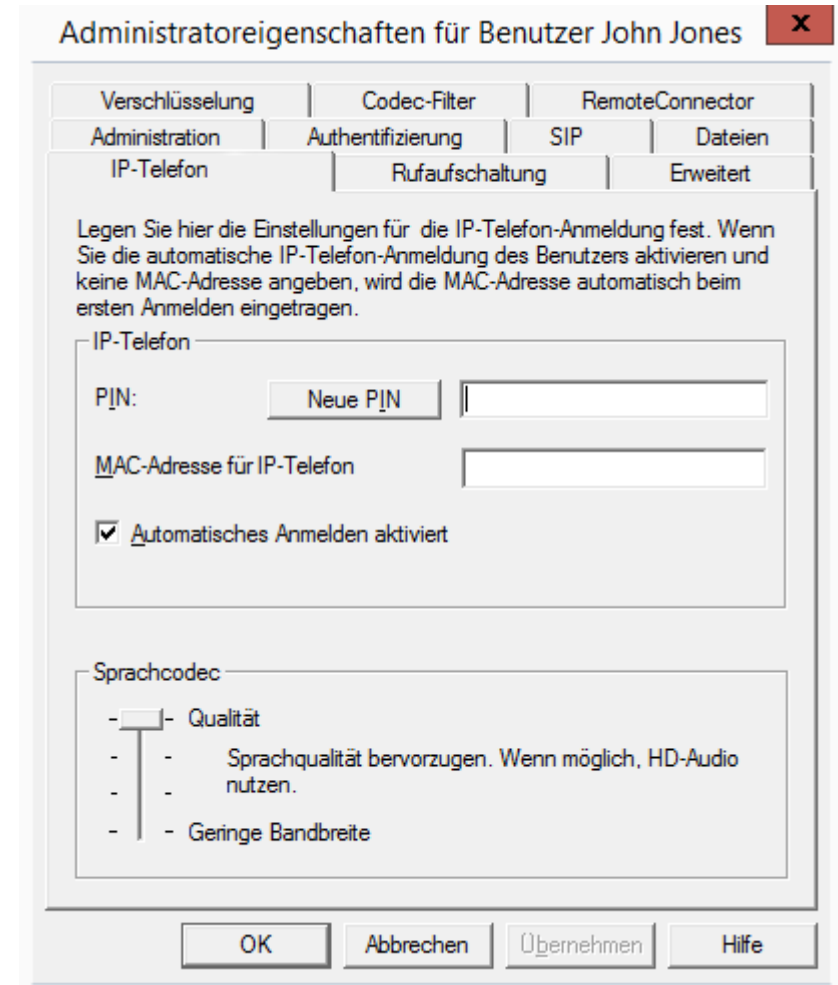 Administratoreigenschaften für Benutzer John Jones
x
Verschlüsselung Codec-Filter RemoteConnector
Administration Authentifizierung SIP Dateien
IP-Telefon Rufaufschaltung Erweitert
Legen Sie hier die Einstellungen für die IP-Telefon-Anmeldung fest. Wenn
Sie die automatische IP-Telefon-Anmeldung des Benutzers aktivieren und
keine MAC-Adresse angeben, wird die MAC-Adresse automatisch beim
ersten Anmelden eingetragen.
IP-Telefon
PIN: Neue PIN
MAC-Adresse für IP-Telefon
Automatisches Anmelden aktiviert
Sprachcodec
Qualität
Sprachqualität bervorzugen. Wenn möglich, HD-Audio
nutzen.
Geringe Bandbreite
OK Abbrechen Übernehmen Hilfe